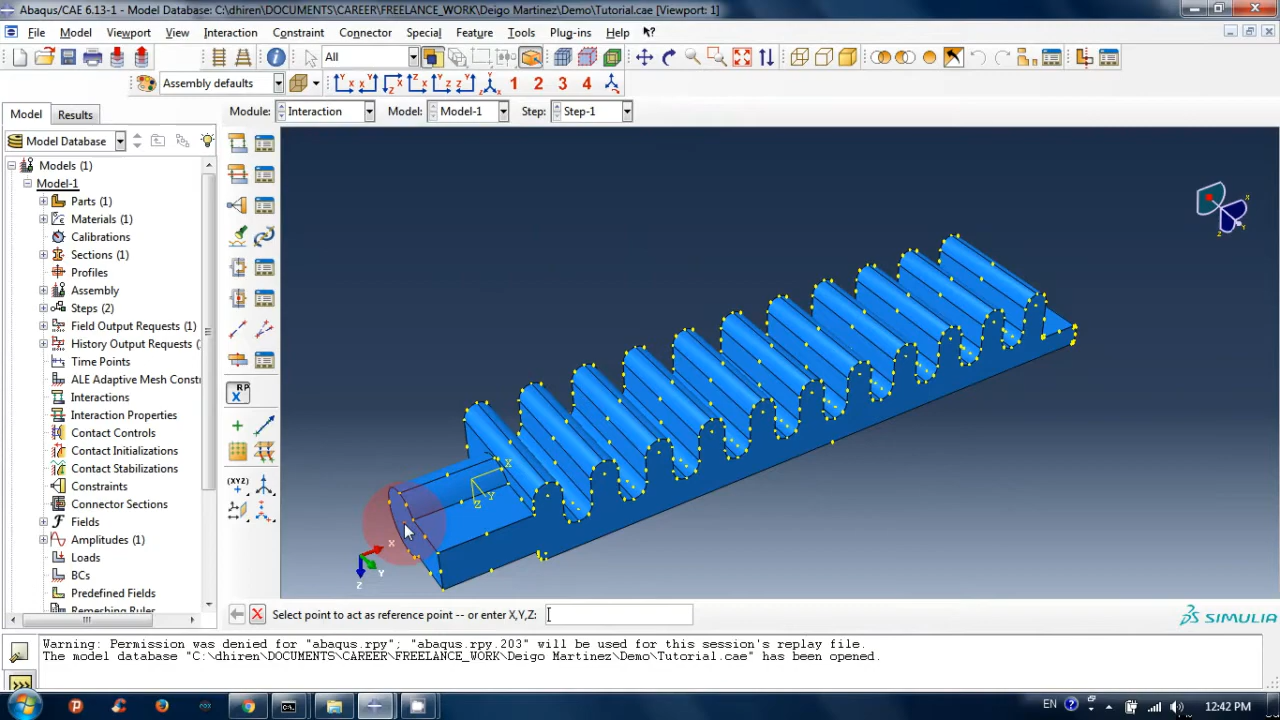 Abaqus/CAE 6.13-1 - Model Database: C:\dhiren\DOCUMENTS\CAREER\FREELANCE_WORK\Deigo Martinez\Demo\Tutorial.cae [Viewport: 1]
File Model Viewport View Interaction Constraint Connector Special Feature Tools Plug-ins Help
All
Assembly defaults 1 2 3 4
Model Results
Module: Interaction Model: Model-1 Step: Step-1
Model Database
Models (1)
Model-1
Parts (1)
Materials (1)
Calibrations
Sections (1)
Profiles
Assembly
Steps (2)
Field Output Requests (1)
History Output Requests (
Time Points
ALE Adaptive Mesh Constr
Interactions
Interaction Properties
Contact Controls
Contact Initializations
Contact Stabilizations
Constraints
Connector Sections
Fields
Amplitudes (1)
Loads
BCs
Predefined Fields
Remeshing Rules
RP
X
(XYZ)
X
Y
Z
X
Y
Z
Select point to act as reference point -- or enter X,Y,Z:
SIMULIA
Warning: Permission was denied for "abaqus.rpy"; "abaqus.rpy.203" will be used for this session's replay file.
The model database "C:\dhiren\DOCUMENTS\CAREER\FREELANCE_WORK\Deigo Martinez\Demo\Tutorial.cae" has been opened.
>>>
EN 12:42 PM